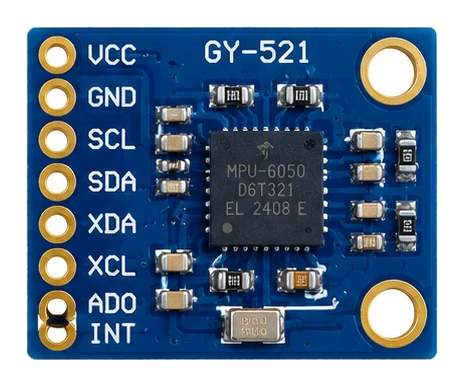 VCC
GY-521
GND
SCL
SDA
XDA
XCL
ADO
INT
MPU-6050
D6T321
EL 2408 E